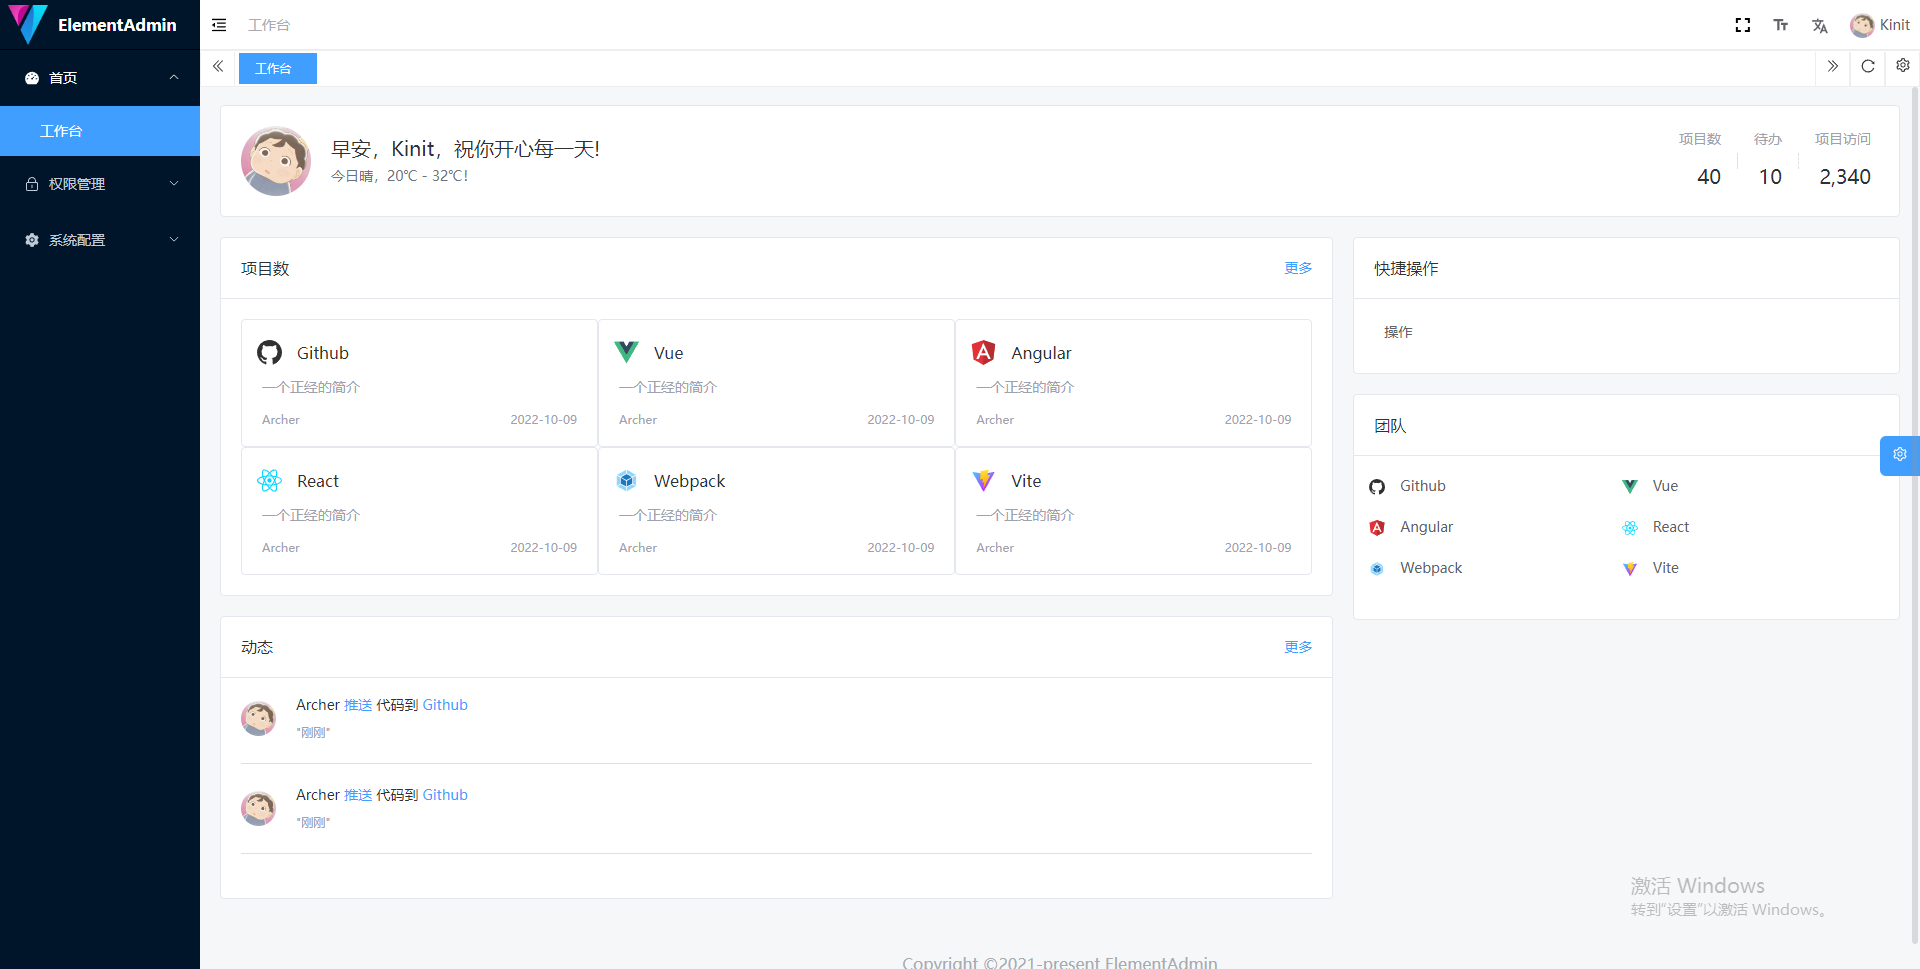 ElementAdmin
工作台
Kinit
首页
工作台
权限管理
系统配置
工作台
早安，Kinit，祝你开心每一天!
今日晴，20℃ - 32℃!
项目数
待办
项目访问
40
10
2,340
项目数
更多
Github
一个正经的简介
Archer
2022-10-09
Vue
一个正经的简介
Archer
2022-10-09
Angular
一个正经的简介
Archer
2022-10-09
React
一个正经的简介
Archer
2022-10-09
Webpack
一个正经的简介
Archer
2022-10-09
Vite
一个正经的简介
Archer
2022-10-09
快捷操作
操作
团队
Github
Vue
Angular
React
Webpack
Vite
动态
更多
Archer 推送 代码到 Github
"刚刚"
Archer 推送 代码到 Github
"刚刚"
激活 Windows
转到"设置"以激活 Windows。
Copyright ©2021-present ElementAdmin